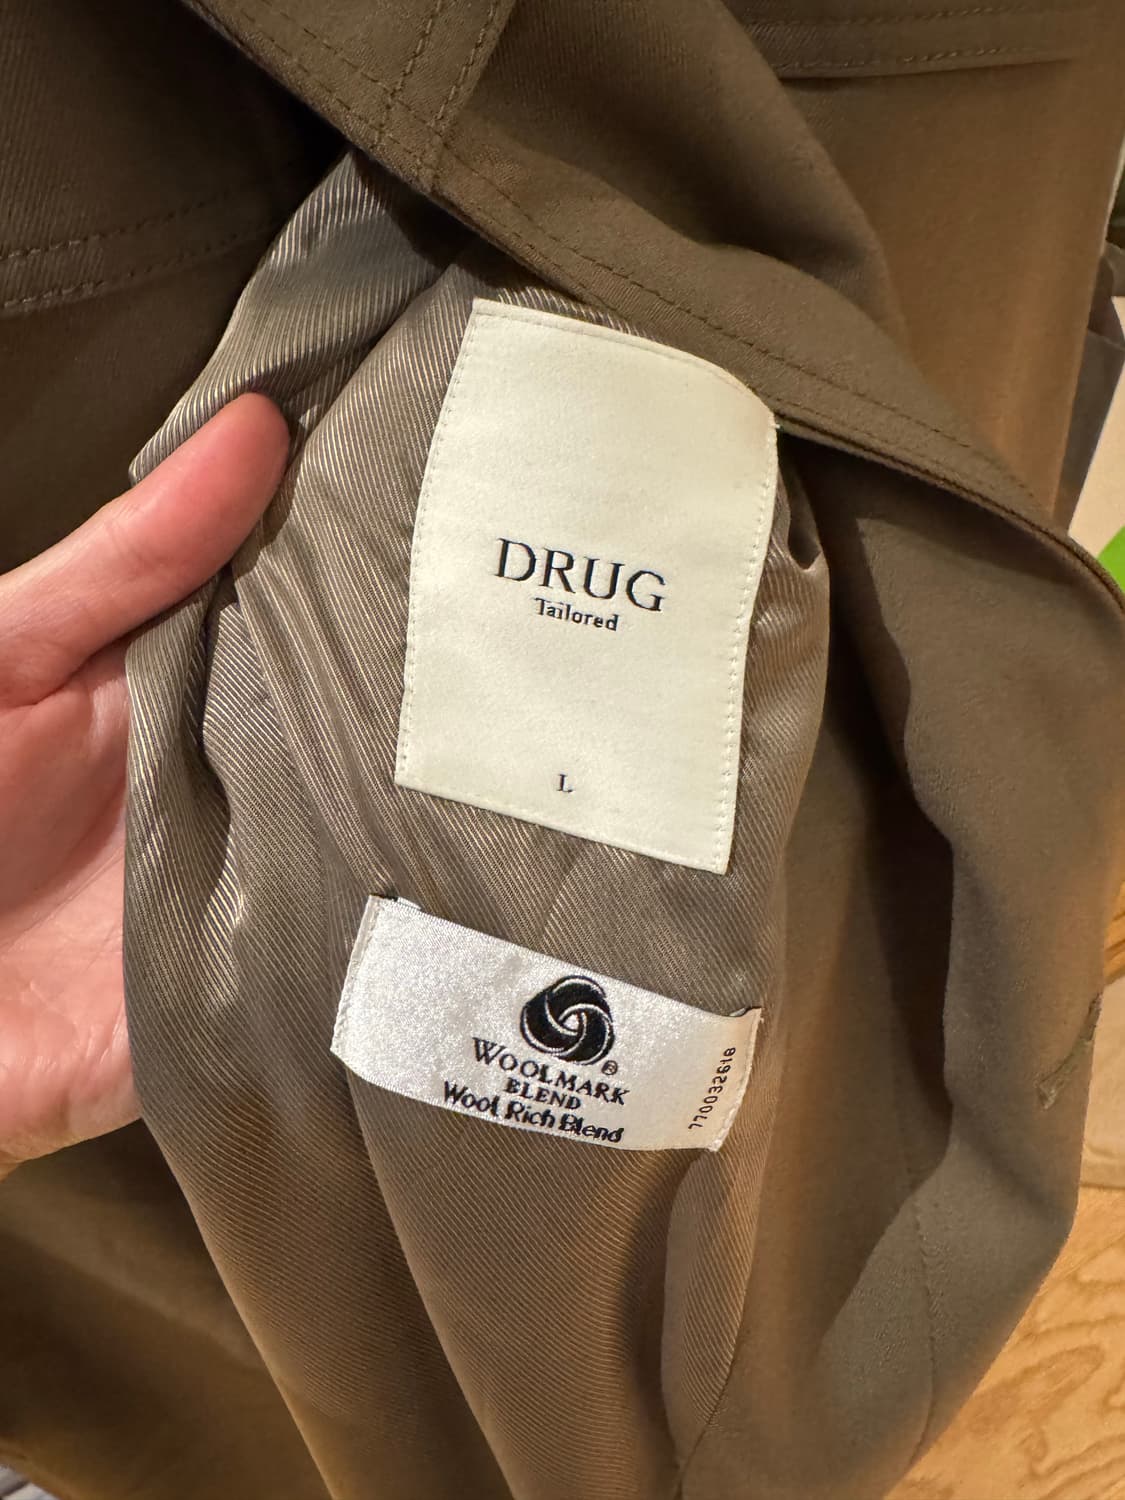 DRUG
Tailored
L
®
WOOLMARK
BLEND
Wool Rich Blend
770032618